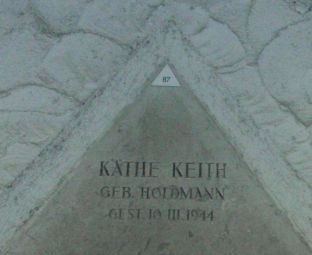 87
KÄTHE KEITH
GEB. HOLDMANN
GEST. 10. III. 1944